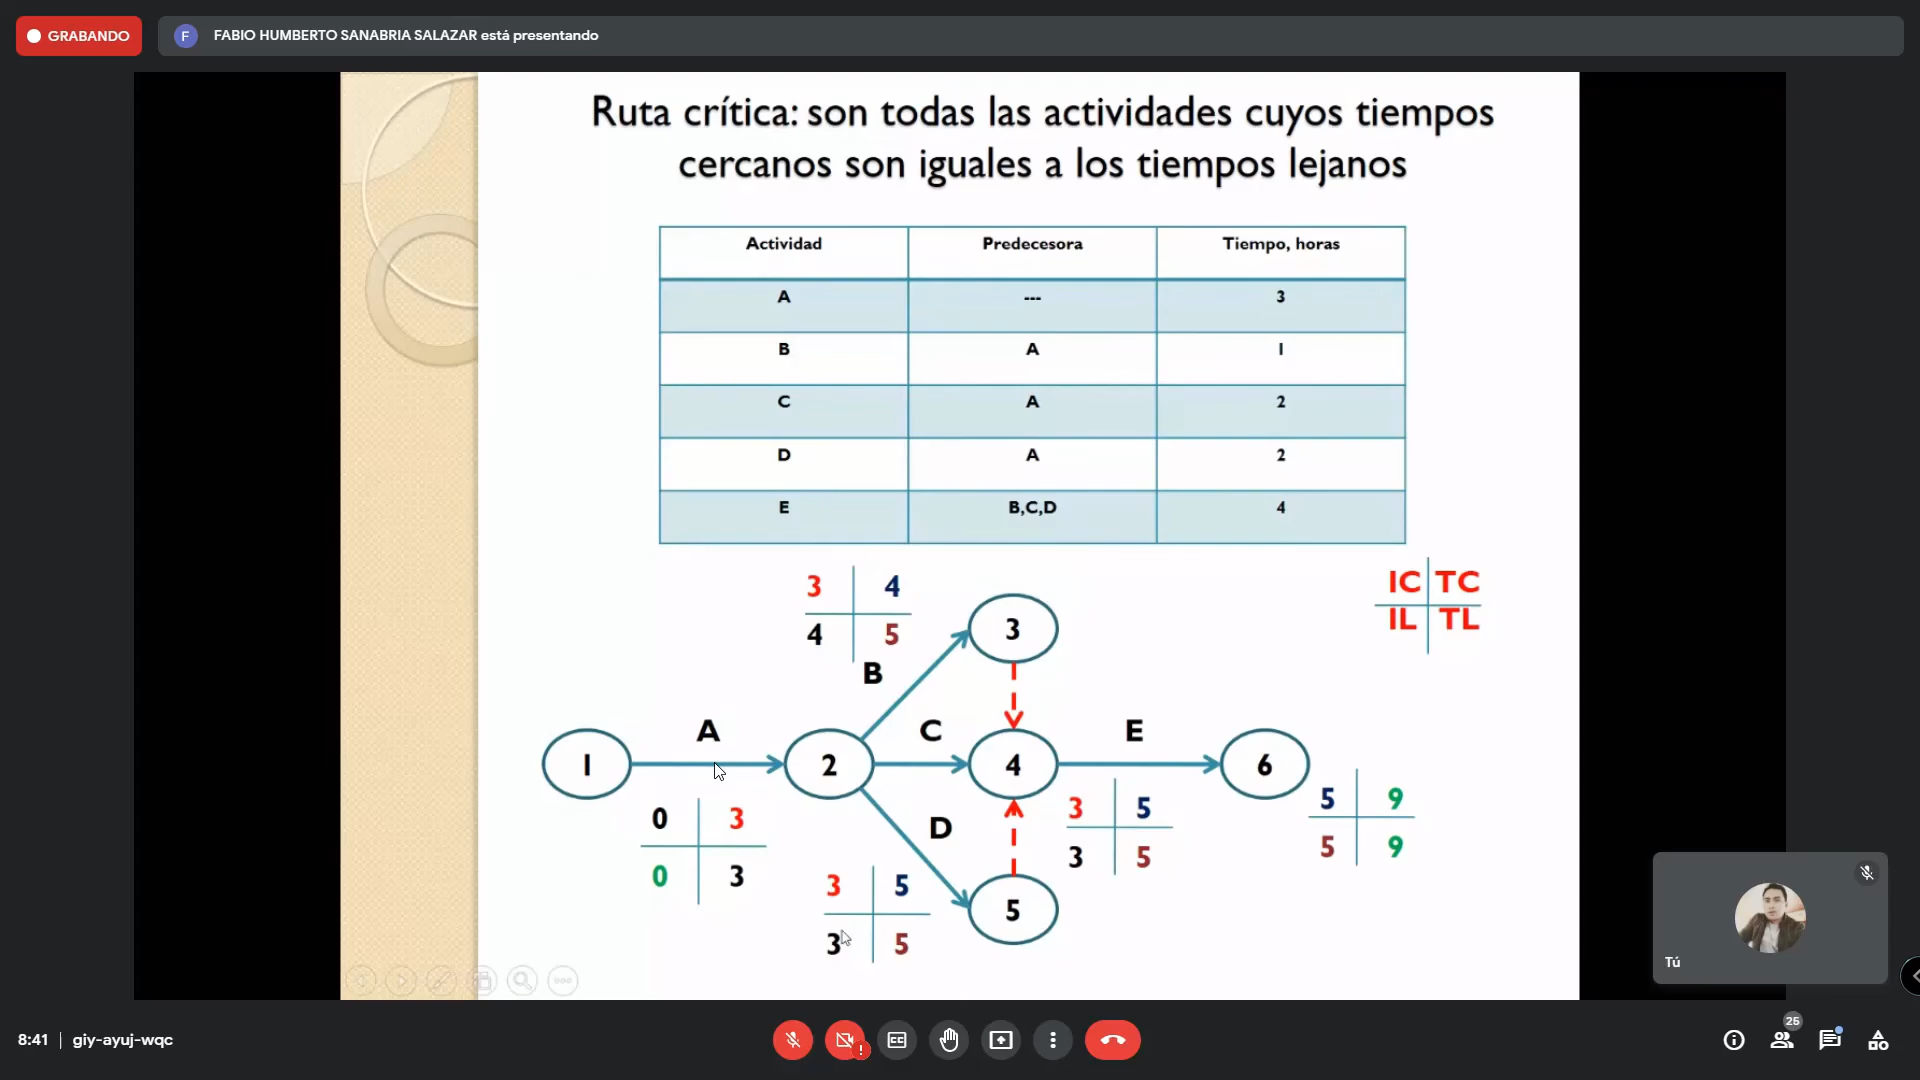 GRABANDO
F FABIO HUMBERTO SANABRIA SALAZAR está presentando
Ruta crítica: son todas las actividades cuyos tiempos
cercanos son iguales a los tiempos lejanos
Actividad Predecesora Tiempo, horas
A --- 3
B A 1
C A 2
D A 2
E B,C,D 4
IC TC
IL TL
3 4
4 5
B
3
A
C
E
1
2
4
6
0 3
0 3
D
3 5
3 5
5 9
5 9
3 5
3 5
5
Tú
8:41 | giy-ayuj-wqc
CC
!
25